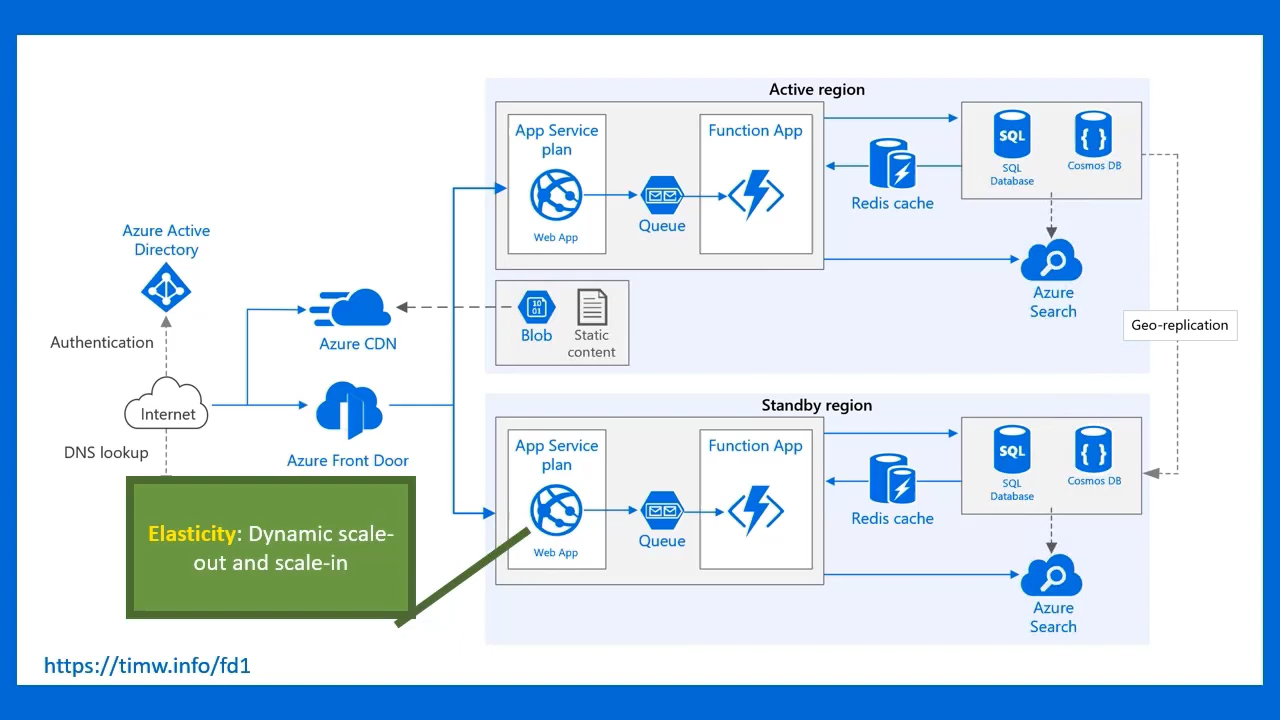 Active region
App Service
plan
Web App
Queue
Function App
Redis cache
SQL
SQL
Database
Cosmos DB
Azure
Search
10
01
Blob
Static
content
Geo-replication
Azure Active
Directory
Authentication
Internet
DNS lookup
Azure CDN
Azure Front Door
Standby region
App Service
plan
Web App
Queue
Function App
Redis cache
SQL
SQL
Database
Cosmos DB
Azure
Search
Elasticity: Dynamic scale-
out and scale-in
https://timw.info/fd1